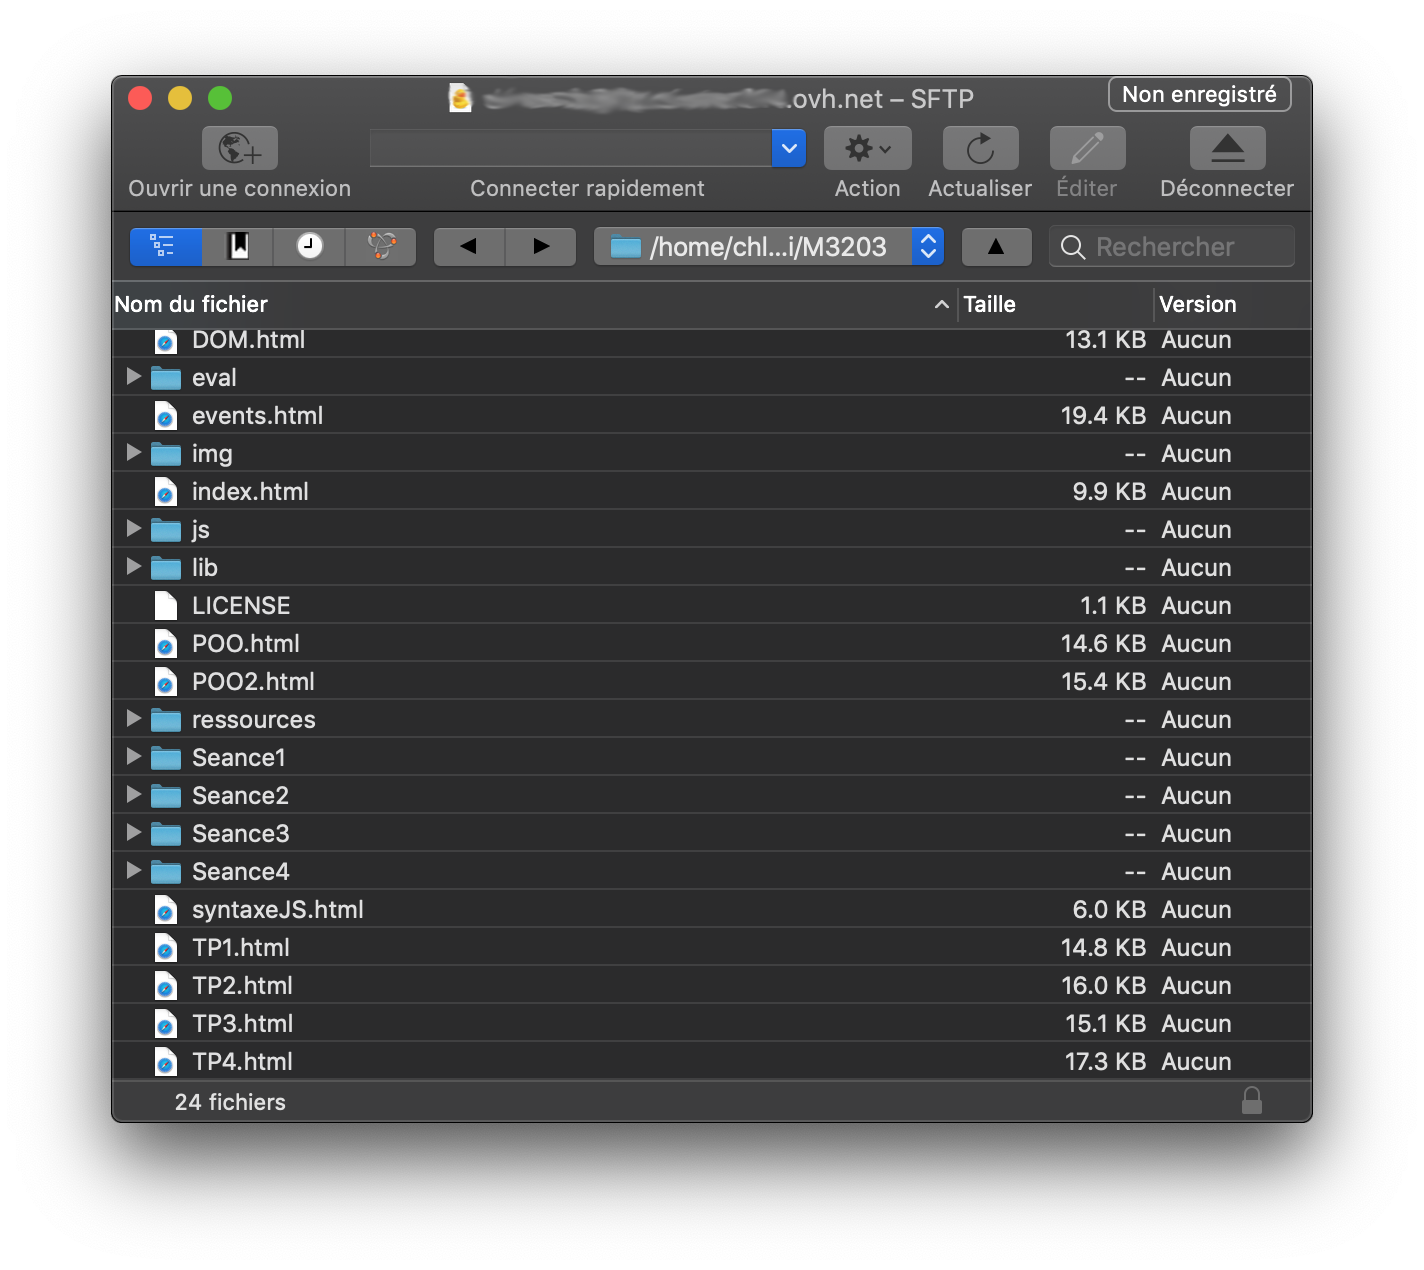 .ovh.net – SFTP
Non enregistré
Ouvrir une connexion
Connecter rapidement
Action
Actualiser
Éditer
Déconnecter
/home/chl...i/M3203
Rechercher
Nom du fichier Taille Version
DOM.html 13.1 KB Aucun
eval -- Aucun
events.html 19.4 KB Aucun
img -- Aucun
index.html 9.9 KB Aucun
js -- Aucun
lib -- Aucun
LICENSE 1.1 KB Aucun
POO.html 14.6 KB Aucun
POO2.html 15.4 KB Aucun
ressources -- Aucun
Seance1 -- Aucun
Seance2 -- Aucun
Seance3 -- Aucun
Seance4 -- Aucun
syntaxeJS.html 6.0 KB Aucun
TP1.html 14.8 KB Aucun
TP2.html 16.0 KB Aucun
TP3.html 15.1 KB Aucun
TP4.html 17.3 KB Aucun
24 fichiers